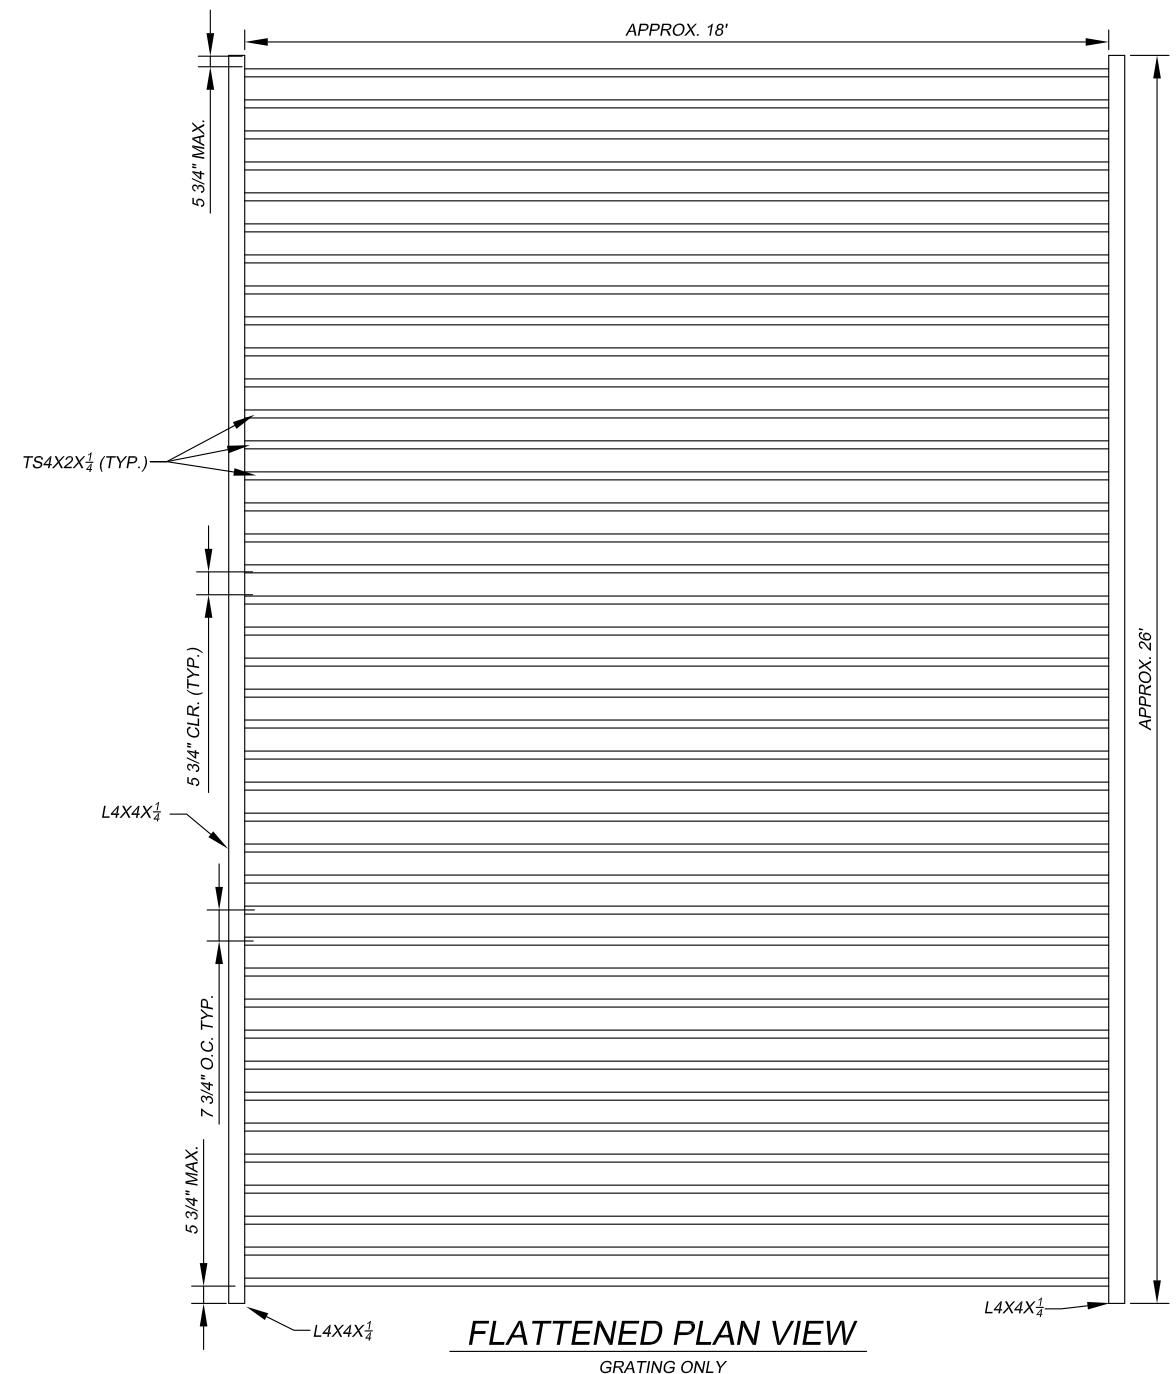 APPROX. 18'
5 3/4" MAX.
TS4X2X1/4 (TYP.)
5 3/4" CLR. (TYP.)
APPROX. 26'
L4X4X1/4
7 3/4" O.C. TYP.
5 3/4" MAX.
L4X4X1/4
L4X4X1/4
FLATTENED PLAN VIEW
GRATING ONLY